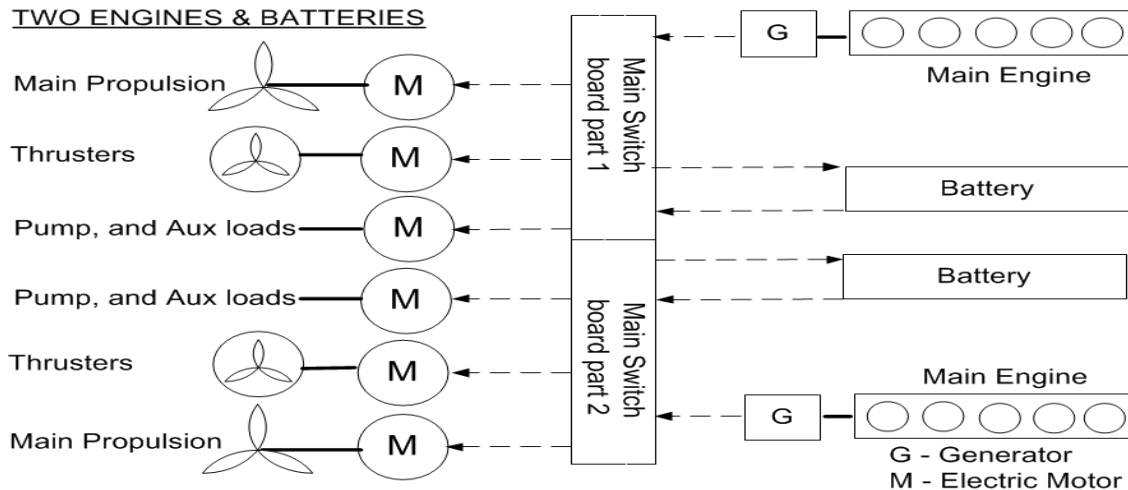 TWO ENGINES & BATTERIES
Main Propulsion
M
Thrusters
M
Pump, and Aux loads
M
Pump, and Aux loads
M
Thrusters
M
Main Propulsion
M
Main Switch
board part 1
Main Switch
board part 2
G
Main Engine
Battery
Battery
Main Engine
G
G - Generator
M - Electric Motor